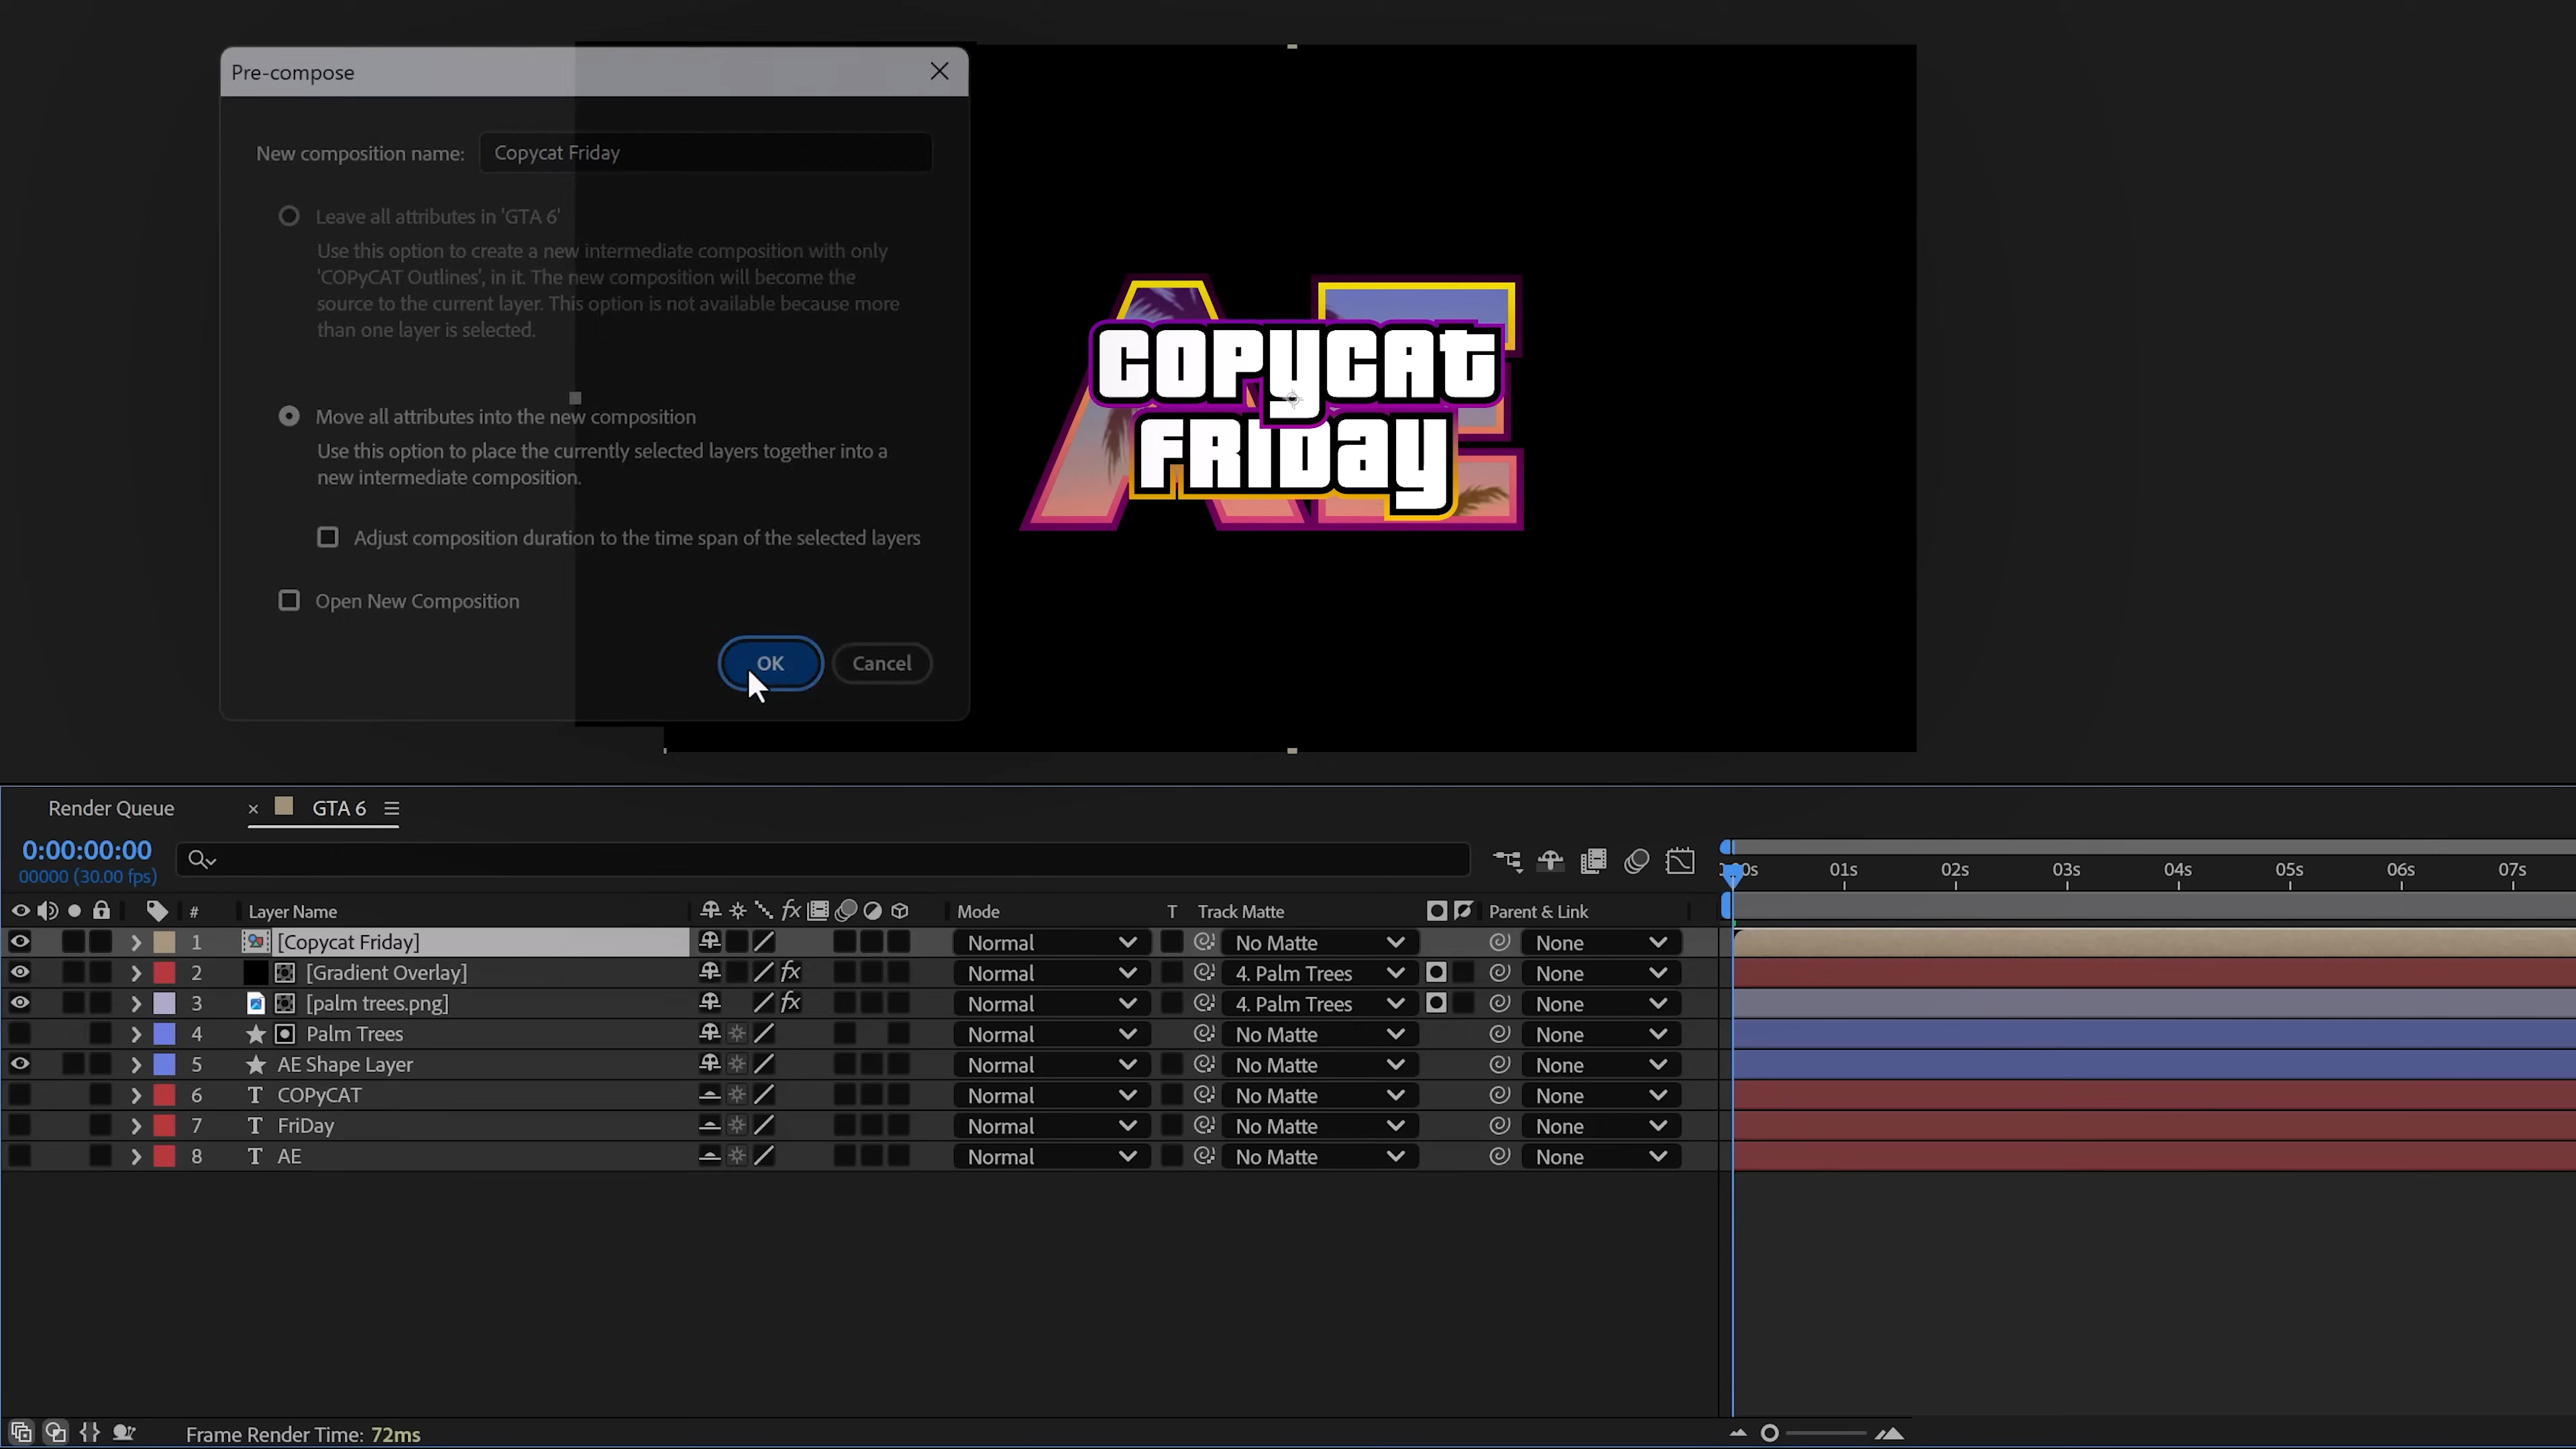 Pre-compose
New composition name: Copycat Friday
Leave all attributes in 'GTA 6'
Use this option to create a new intermediate composition with only
'COPyCAT Outlines', in it. The new composition will become the
source to the current layer. This option is not available because more
than one layer is selected.
Move all attributes into the new composition
Use this option to place the currently selected layers together into a
new intermediate composition.
Adjust composition duration to the time span of the selected layers
Open New Composition
OK Cancel
AE
COPyCAt
FRIDay
Render Queue × GTA 6
0:00:00:00
00000 (30.00 fps)
:00s 01s 02s 03s 04s 05s 06s 07s
# Layer Name fx Mode T Track Matte Parent & Link
1 [Copycat Friday] Normal No Matte None
2 [Gradient Overlay] fx Normal 4. Palm Trees None
3 [palm trees.png] fx Normal 4. Palm Trees None
4 Palm Trees Normal No Matte None
5 AE Shape Layer Normal No Matte None
6 T COPyCAT Normal No Matte None
7 T FriDay Normal No Matte None
8 T AE Normal No Matte None
Frame Render Time: 72ms